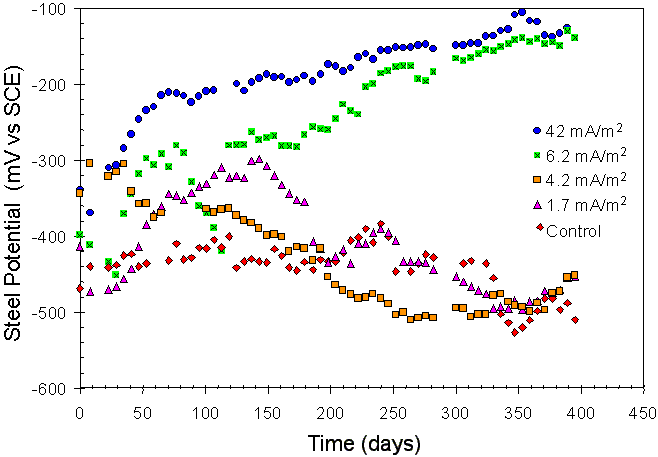 -100
-200
-300
-400
-500
-600
Steel Potential (mV vs SCE)
0
50
100
150
200
250
300
350
400
450
Time (days)
42 mA/m²
6.2 mA/m²
4.2 mA/m²
1.7 mA/m²
Control